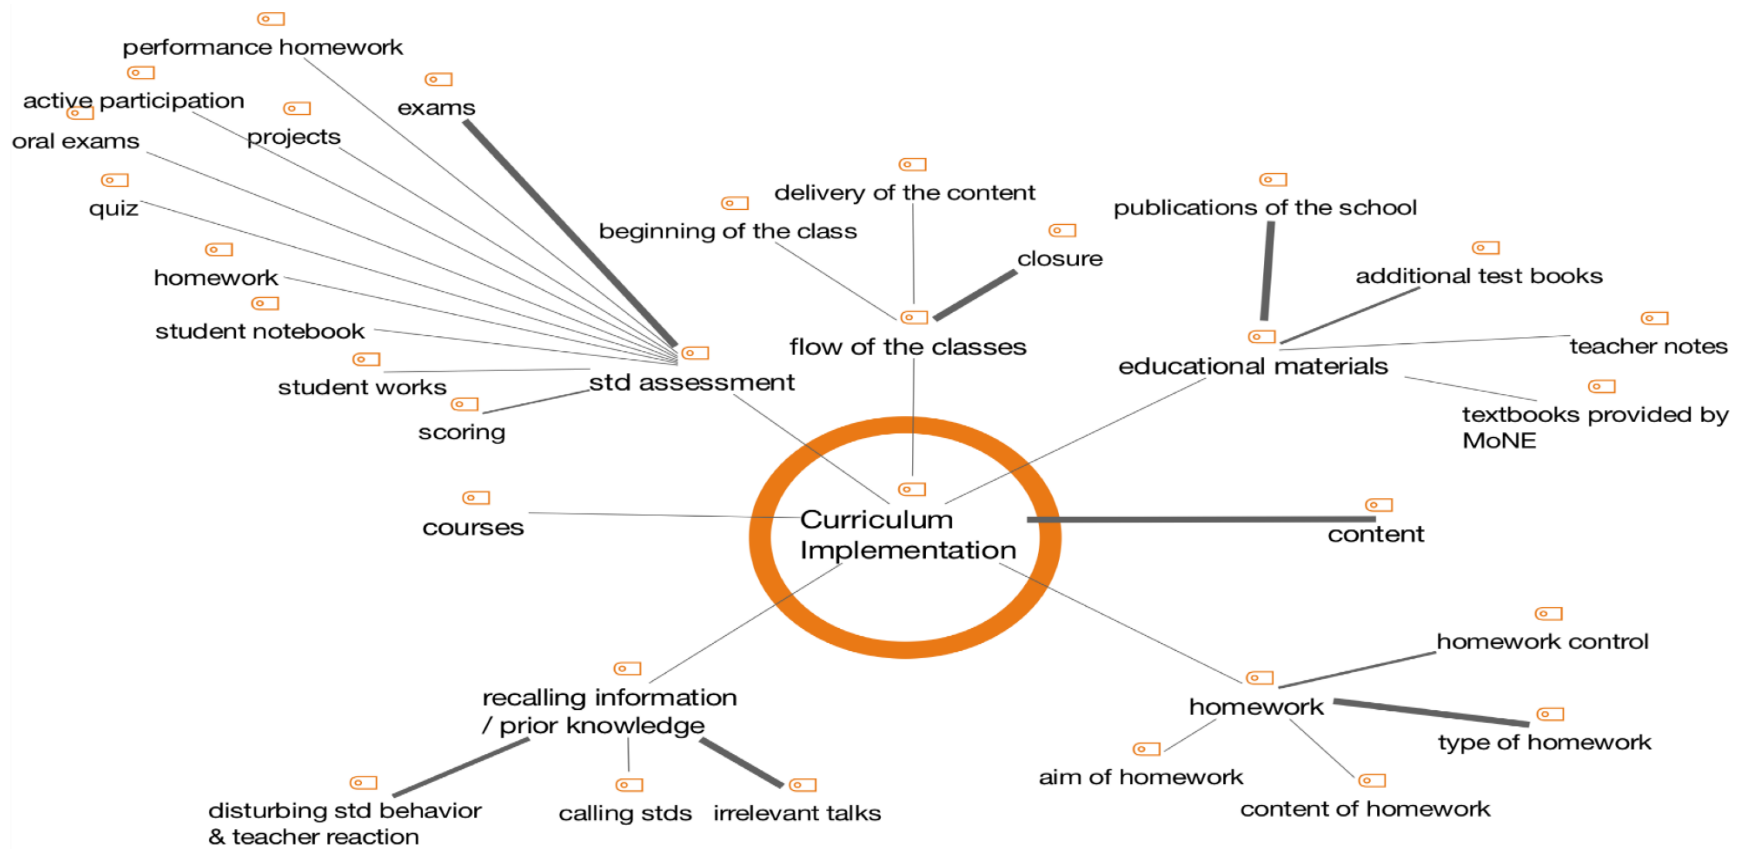 performance homework
active participation
exams
projects
oral exams
quiz
homework
student notebook
student works
scoring
std assessment
delivery of the content
beginning of the class
closure
flow of the classes
publications of the school
additional test books
teacher notes
educational materials
textbooks provided by
MoNE
courses
Curriculum
Implementation
content
recalling information
/ prior knowledge
disturbing std behavior
& teacher reaction
calling stds
irrelevant talks
homework control
homework
type of homework
aim of homework
content of homework